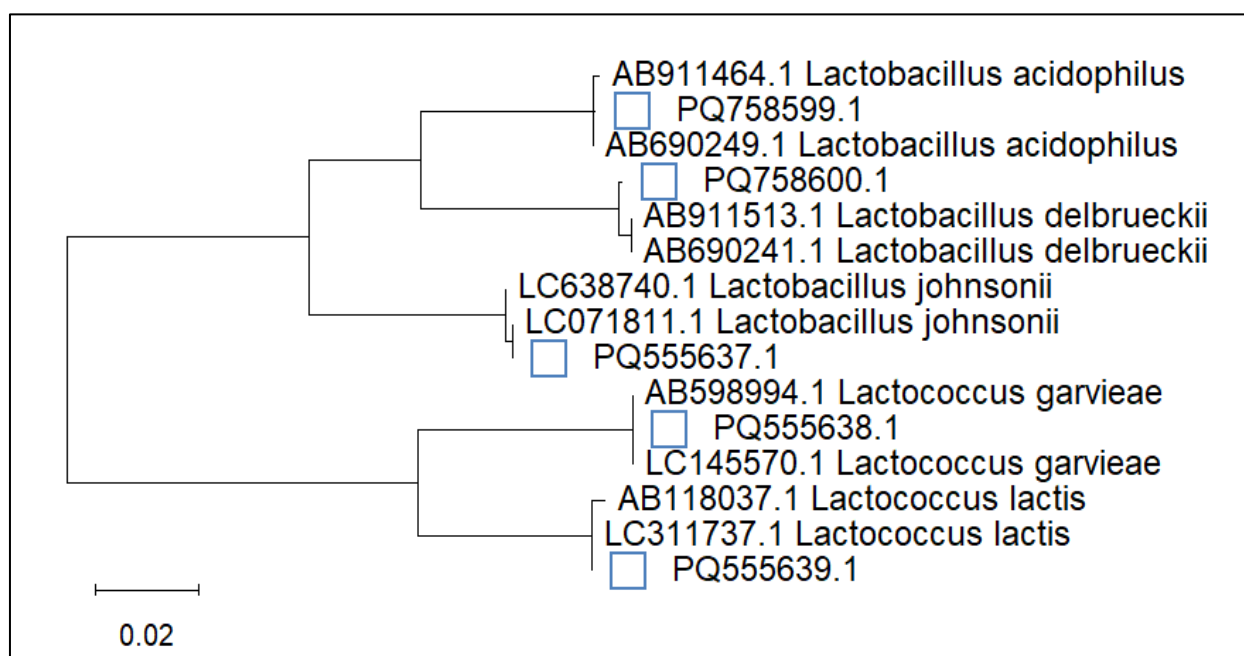 AB911464.1 Lactobacillus acidophilus
PQ758599.1
AB690249.1 Lactobacillus acidophilus
PQ758600.1
AB911513.1 Lactobacillus delbrueckii
AB690241.1 Lactobacillus delbrueckii
LC638740.1 Lactobacillus johnsonii
LC071811.1 Lactobacillus johnsonii
PQ555637.1
AB598994.1 Lactococcus garvieae
PQ555638.1
LC145570.1 Lactococcus garvieae
AB118037.1 Lactococcus lactis
LC311737.1 Lactococcus lactis
PQ555639.1
0.02